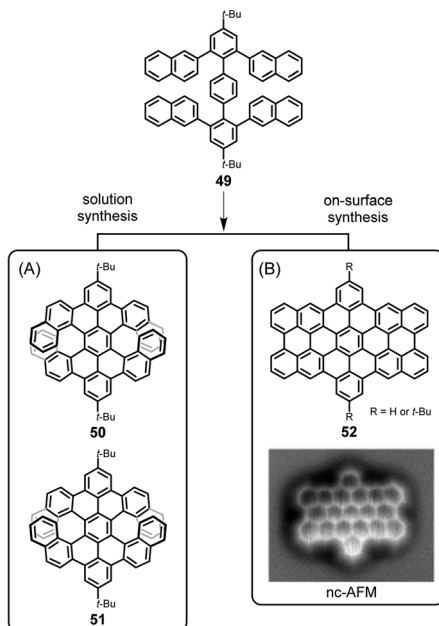 t-Bu
t-Bu
49
solution
synthesis
on-surface
synthesis
(A)
t-Bu
t-Bu
50
t-Bu
t-Bu
51
(B)
R
R
R = H or t-Bu
52
nc-AFM